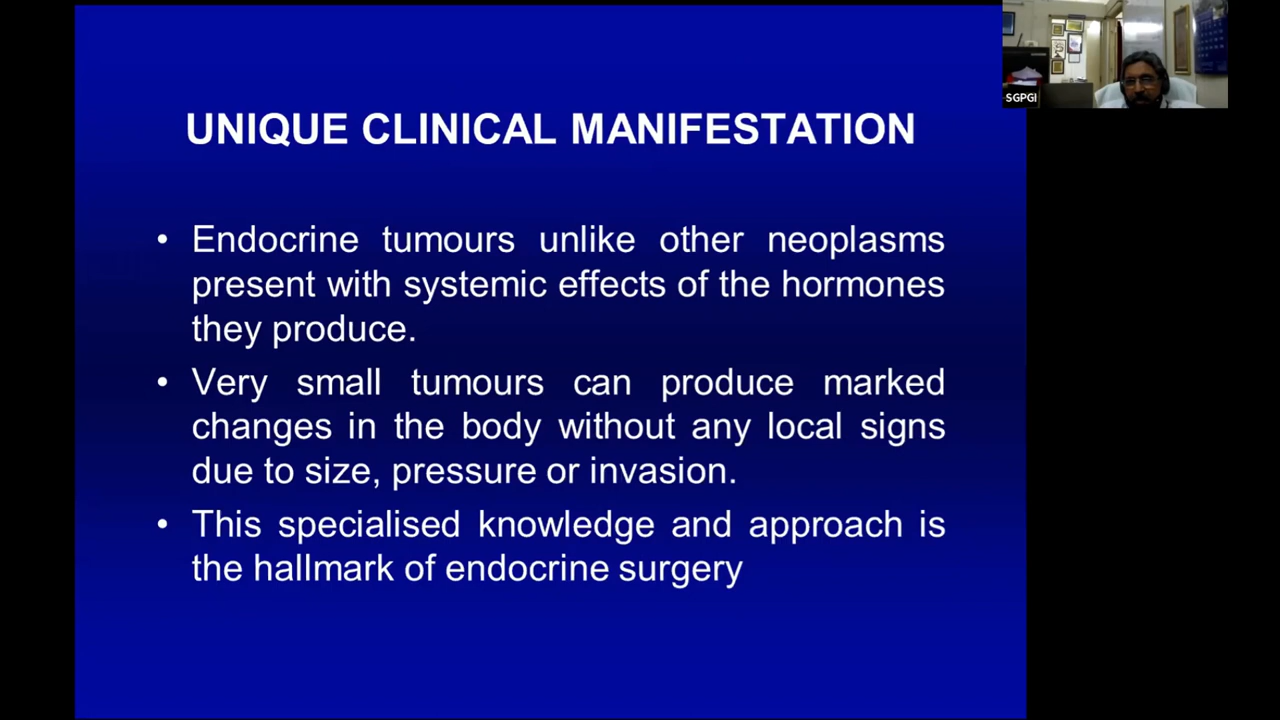 UNIQUE CLINICAL MANIFESTATION
• Endocrine tumours unlike other neoplasms
present with systemic effects of the hormones
they produce.
• Very small tumours can produce marked
changes in the body without any local signs
due to size, pressure or invasion.
• This specialised knowledge and approach is
the hallmark of endocrine surgery
SGPGI